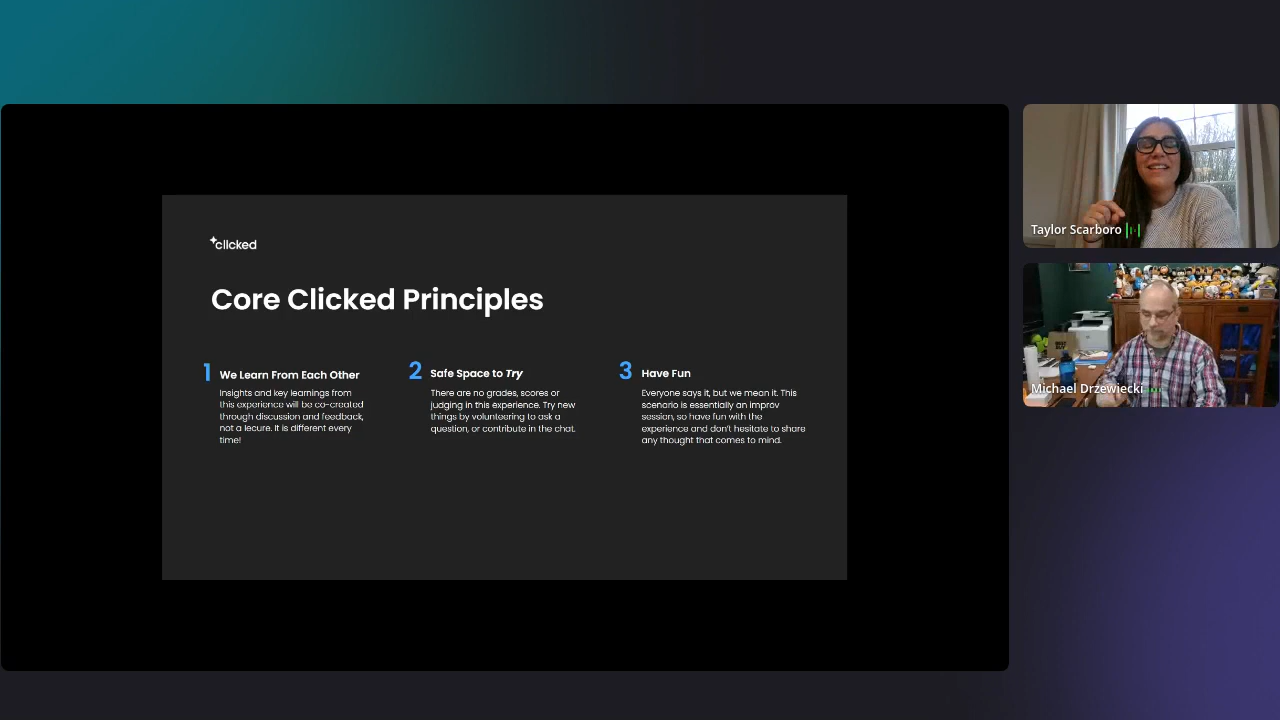 clicked
Core Clicked Principles
1 We Learn From Each Other
Insights and key learnings from
this experience will be co-created
through discussion and feedback,
not a lecure. It is different every
time!
2 Safe Space to Try
There are no grades, scores or
judging in this experience. Try new
things by volunteering to ask a
question, or contribute in the chat.
3 Have Fun
Everyone says it, but we mean it. This
scenario is essentially an improv
session, so have fun with the
experience and don't hesitate to share
any thought that comes to mind.
Taylor Scarboro
Michael Drzewiecki